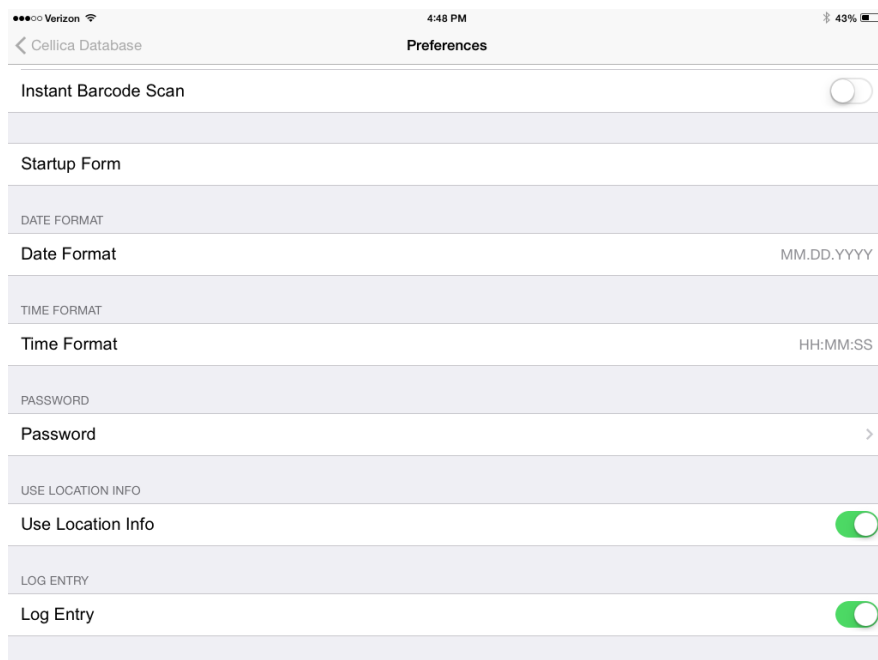 Verizon 4:48 PM 43%
Cellica Database Preferences
Instant Barcode Scan
Startup Form
DATE FORMAT
Date Format MM.DD.YYYY
TIME FORMAT
Time Format HH:MM:SS
PASSWORD
Password
USE LOCATION INFO
Use Location Info
LOG ENTRY
Log Entry